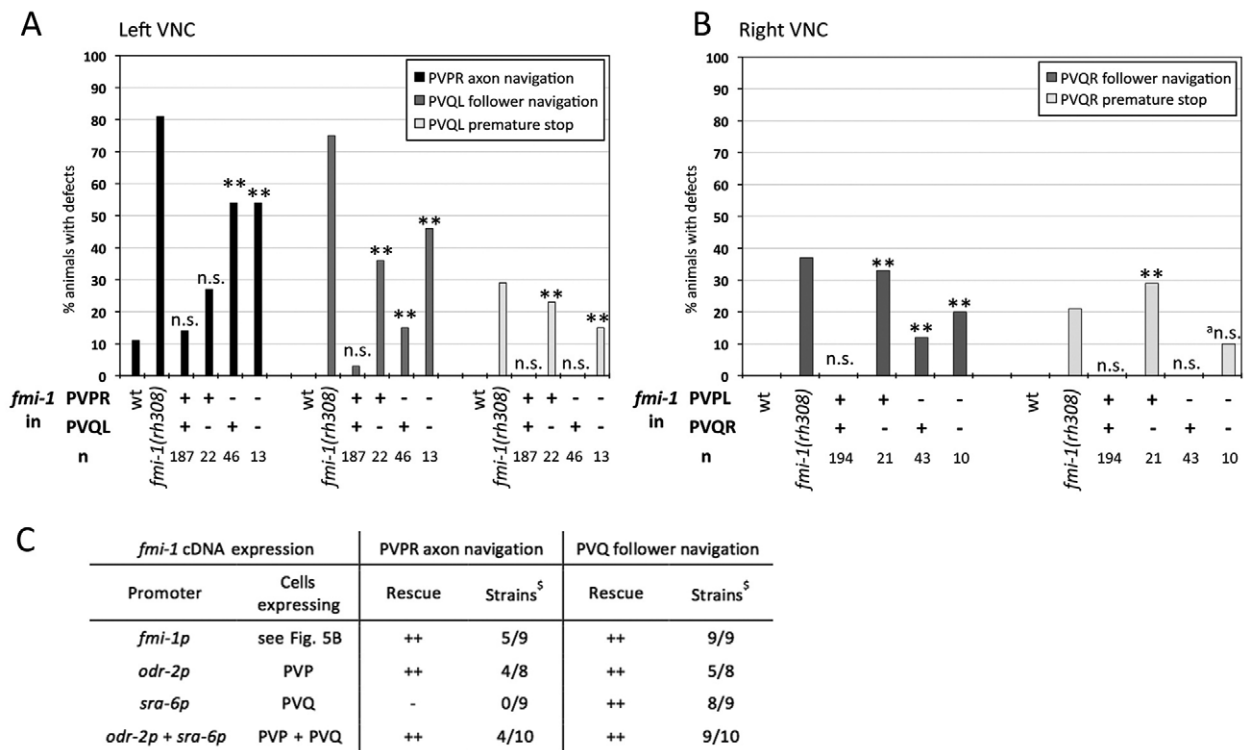 A Left VNC
% animals with defects
100
90
80
70
60
50
40
30
20
10
0
PVPR axon navigation
PVQL follower navigation
PVQL premature stop
n.s. n.s. ** **
n.s. ** ** **
n.s. ** n.s. **
wt fmi-1(rh308) wt fmi-1(rh308) wt fmi-1(rh308)
fmi-1 in
PVPR + + - - + + - - + + - -
PVQL + - + - + - + - + - + -
n 187 22 46 13 187 22 46 13 187 22 46 13
B Right VNC
% animals with defects
100
90
80
70
60
50
40
30
20
10
0
PVQR follower navigation
PVQR premature stop
n.s. ** ** **
n.s. ** n.s. ᵃn.s.
wt fmi-1(rh308) wt fmi-1(rh308)
fmi-1 in
PVPL + + - - + + - -
PVQR + - + - + - + -
n 194 21 43 10 194 21 43 10
C
fmi-1 cDNA expression PVPR axon navigation PVQ follower navigation
Promoter Cells expressing Rescue Strains$ Rescue Strains$
fmi-1p see Fig. 5B ++ 5/9 ++ 9/9
odr-2p PVP ++ 4/8 ++ 5/8
sra-6p PVQ - 0/9 ++ 8/9
odr-2p + sra-6p PVP + PVQ ++ 4/10 ++ 9/10